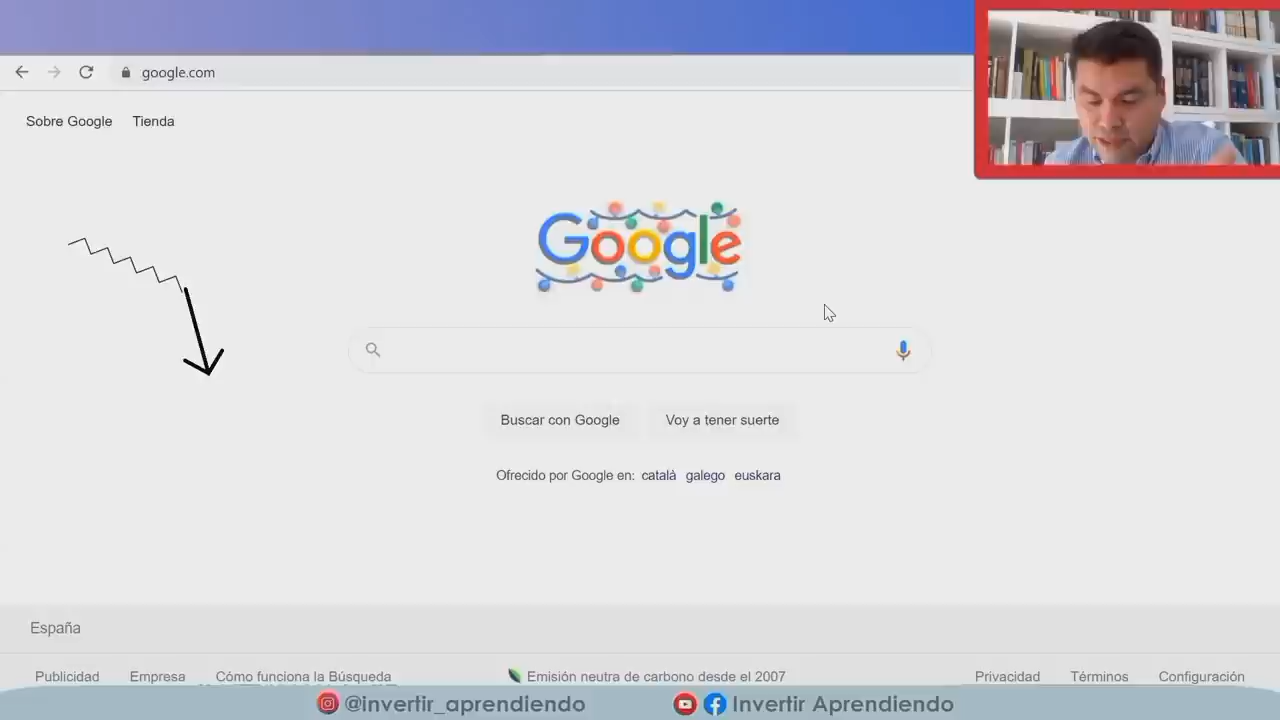 google.com
Sobre Google Tienda
Google
Buscar con Google Voy a tener suerte
Ofrecido por Google en: català galego euskara
España
Publicidad Empresa Cómo funciona la Búsqueda Emisión neutra de carbono desde el 2007 Privacidad Términos Configuración
@invertir_aprendiendo Invertir Aprendiendo